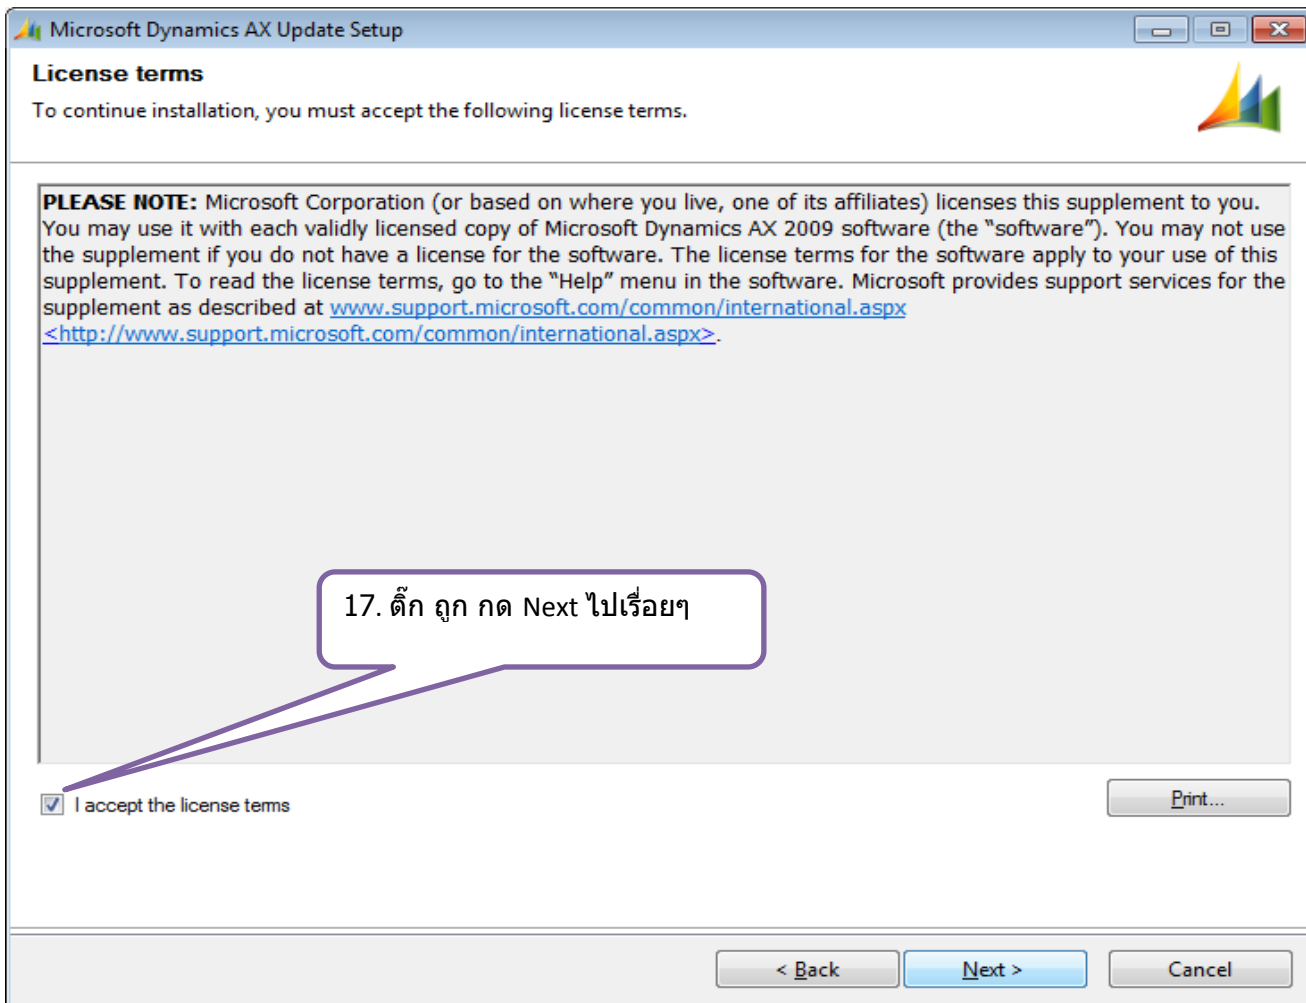 Microsoft Dynamics AX Update Setup
License terms
To continue installation, you must accept the following license terms.
PLEASE NOTE: Microsoft Corporation (or based on where you live, one of its affiliates) licenses this supplement to you.
You may use it with each validly licensed copy of Microsoft Dynamics AX 2009 software (the “software”). You may not use
the supplement if you do not have a license for the software. The license terms for the software apply to your use of this
supplement. To read the license terms, go to the “Help” menu in the software. Microsoft provides support services for the
supplement as described at www.support.microsoft.com/common/international.aspx
<http://www.support.microsoft.com/common/international.aspx>.
17. ติ๊ก ถูก กด Next ไปเรื่อยๆ
I accept the license terms
Print...
< Back
Next >
Cancel